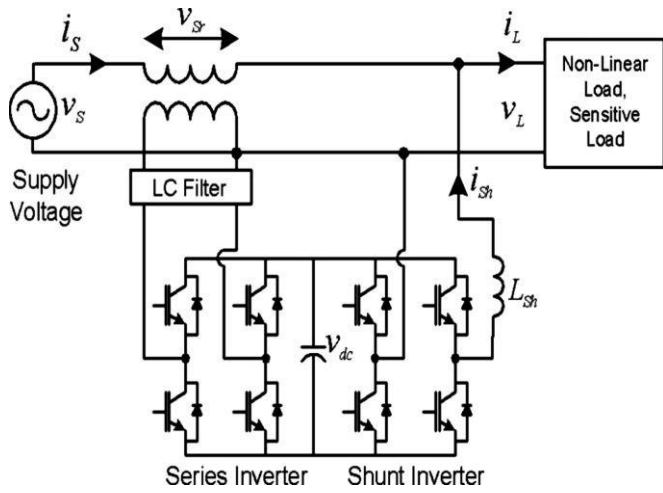 i_S
v_Sr
i_L
v_S
v_L
Non-Linear
Load,
Sensitive
Load
Supply
Voltage
LC Filter
i_Sh
L_Sh
v_dc
Series Inverter
Shunt Inverter